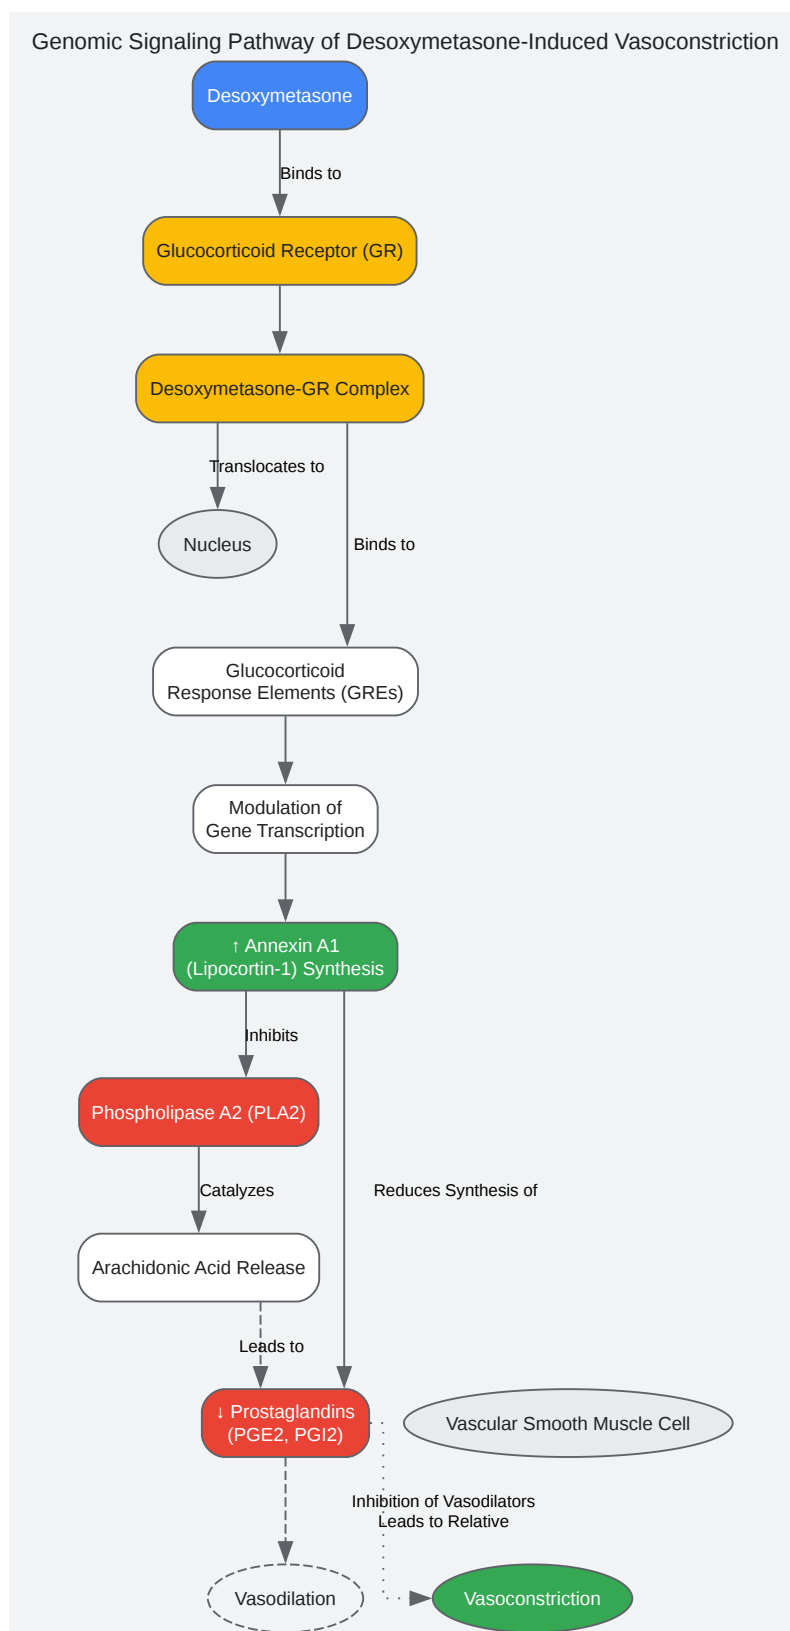 Genomic Signaling Pathway of Desoxymetasone-Induced Vasoconstriction
Desoxymetasone
Binds to
Glucocorticoid Receptor (GR)
Desoxymetasone-GR Complex
Translocates to
Nucleus
Binds to
Glucocorticoid
Response Elements (GREs)
Modulation of
Gene Transcription
↑ Annexin A1
(Lipocortin-1) Synthesis
Inhibits
Phospholipase A2 (PLA2)
Catalyzes
Reduces Synthesis of
Arachidonic Acid Release
Leads to
↓ Prostaglandins
(PGE2, PGI2)
Vascular Smooth Muscle Cell
Inhibition of Vasodilators
Leads to Relative
Vasodilation
Vasoconstriction